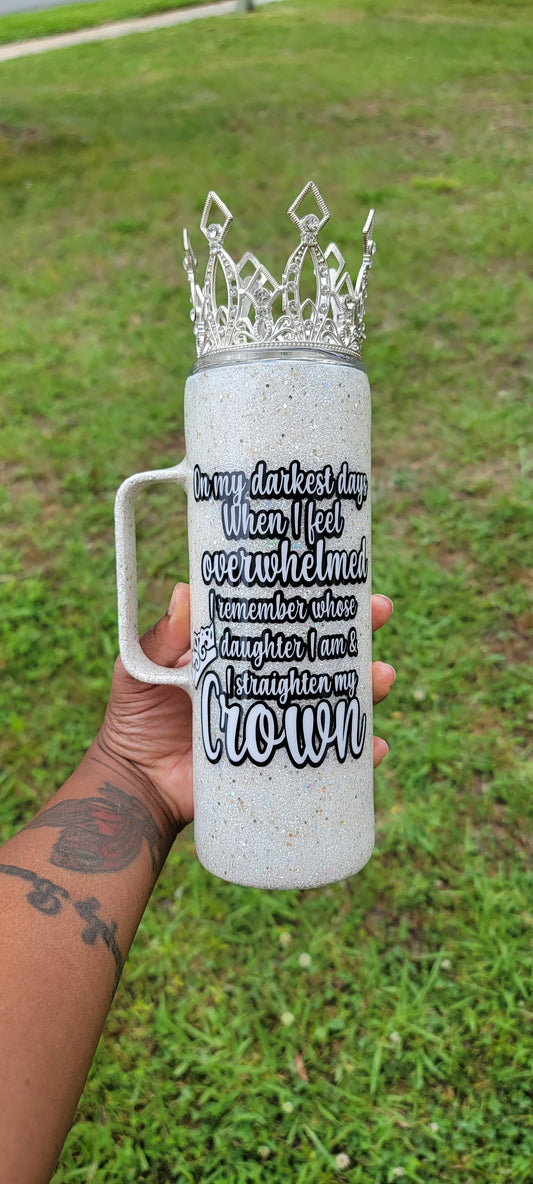 On my darkest days
When I feel
overwhelmed
I remember whose
daughter I am &
I straighten my
Crown